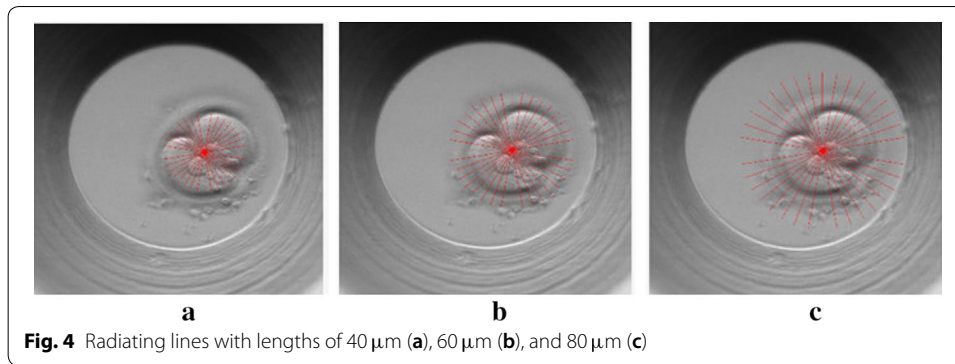 a b c
Fig. 4 Radiating lines with lengths of 40 μm (a), 60 μm (b), and 80 μm (c)